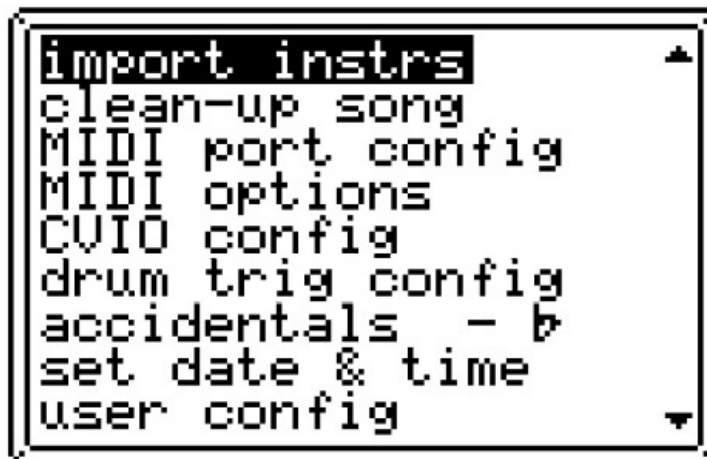 import instrs
clean-up song
MIDI port config
MIDI options
CVIO config
drum trig config
accidentals - ♭
set date & time
user config